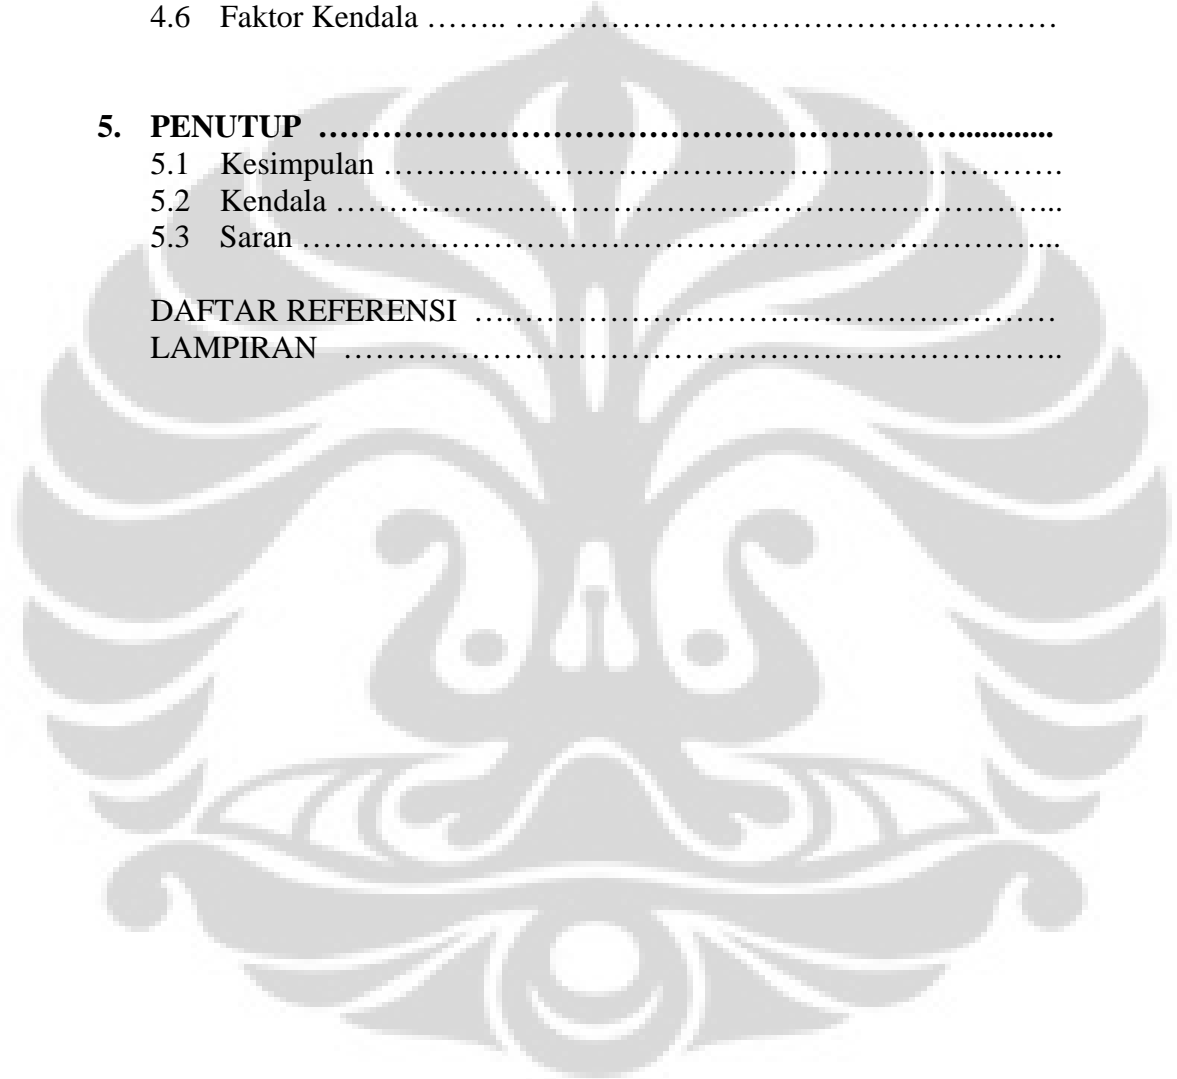 4.6 Faktor Kendala …….. ……………………………………………………
5. PENUTUP ………………………………………………………………............
5.1 Kesimpulan ………………………………………………………………….
5.2 Kendala ……………………………………………………………………..
5.3 Saran ………………………………………………………………………...
DAFTAR REFERENSI …………………………………………………………
LAMPIRAN ……………………………………………………………………..